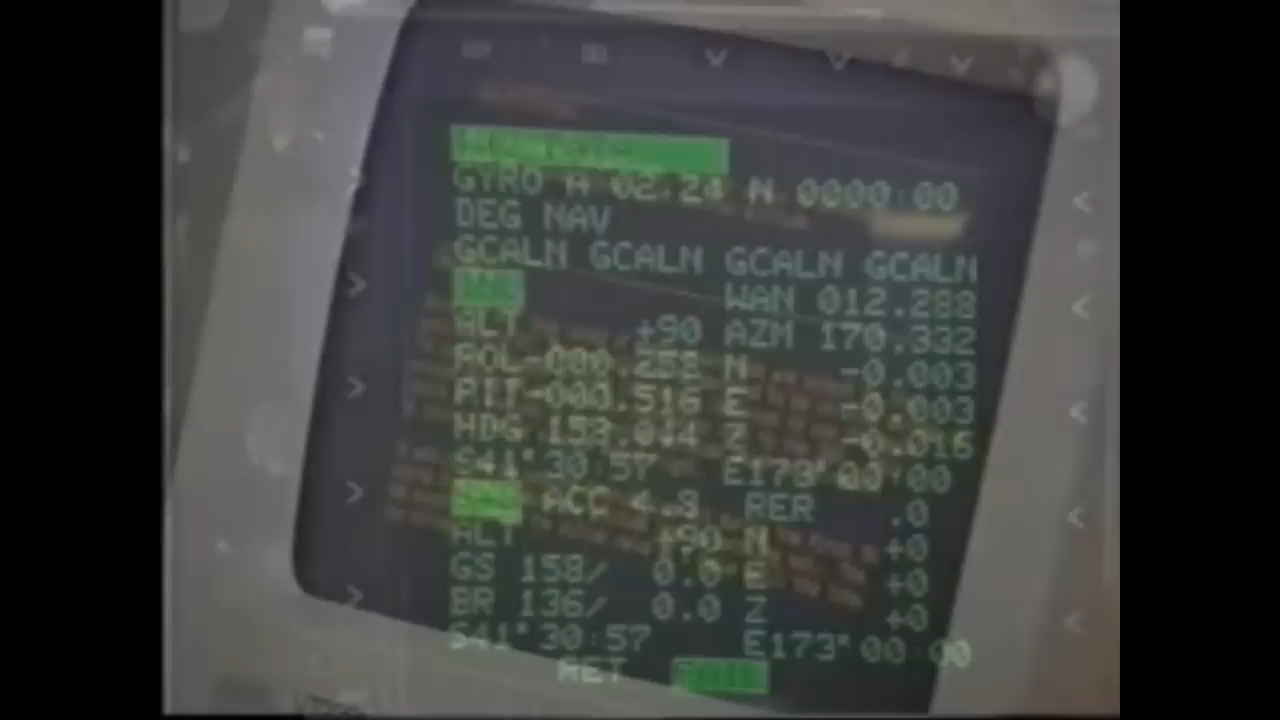 GYRO A 02.24 N 0000:00
DEG NAV
GCALN GCALN GCALN GCALN
WAN 012.288
ALT +90 AZM 170.332
ROL-000.258 N -0.003
PIT-000.516 E -0.003
HDG 153.044 Z -0.016
S41°30:57 E173°00:00
ACC 4.8 RER .0
ALT +90 N +0
GS 158/ 0.0 E +0
BR 136/ 0.0 Z +0
S41°30:57 E173°00:00
RET